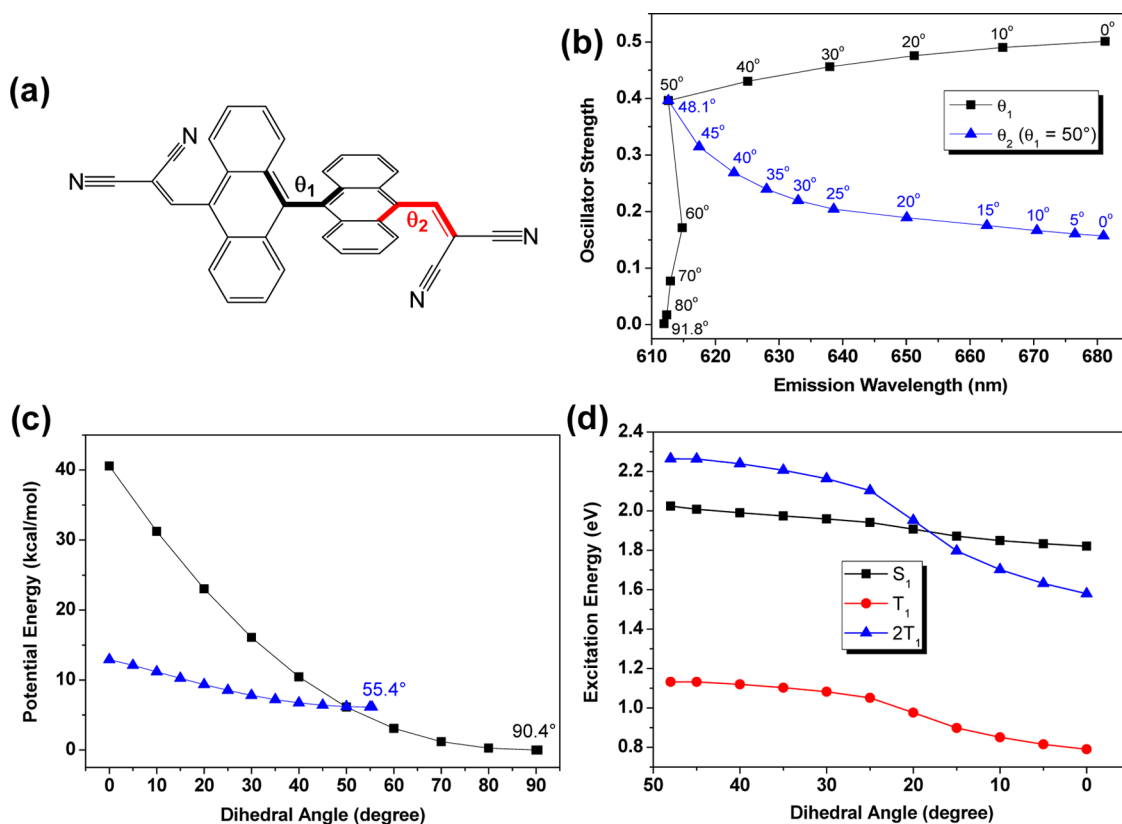 (a)
N
N
N
N
θ₁
θ₂
(b)
Oscillator Strength
0.5
0.4
0.3
0.2
0.1
0.0
50°
40°
30°
20°
10°
0°
60°
70°
80°
91.8°
48.1°
45°
40°
35°
30°
25°
20°
15°
10°
5°
0°
θ₁
θ₂ (θ₁ = 50°)
610 620 630 640 650 660 670 680
Emission Wavelength (nm)
(c)
Potential Energy (kcal/mol)
40
30
20
10
0
55.4°
90.4°
0 10 20 30 40 50 60 70 80 90
Dihedral Angle (degree)
(d)
Excitation Energy (eV)
2.4
2.2
2.0
1.8
1.6
1.4
1.2
1.0
0.8
S₁
T₁
2T₁
50 40 30 20 10 0
Dihedral Angle (degree)